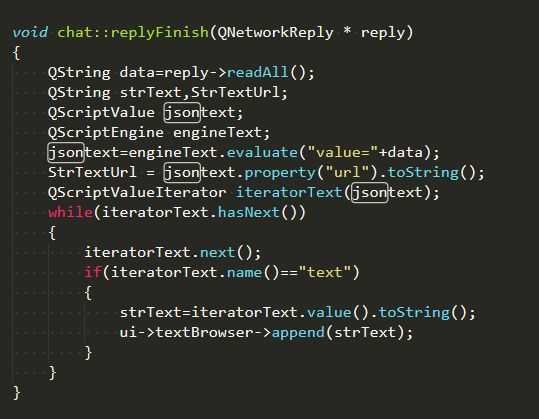 void chat::replyFinish(QNetworkReply * reply)
{
    QString data=reply->readAll();
    QString strText,StrTextUrl;
    QScriptValue jsontext;
    QScriptEngine engineText;
    jsontext=engineText.evaluate("value="+data);
    StrTextUrl = jsontext.property("url").toString();
    QScriptValueIterator iteratorText(jsontext);
    while(iteratorText.hasNext())
    {
        iteratorText.next();
        if(iteratorText.name()=="text")
        {
            strText=iteratorText.value().toString();
            ui->textBrowser->append(strText);
        }
    }
}